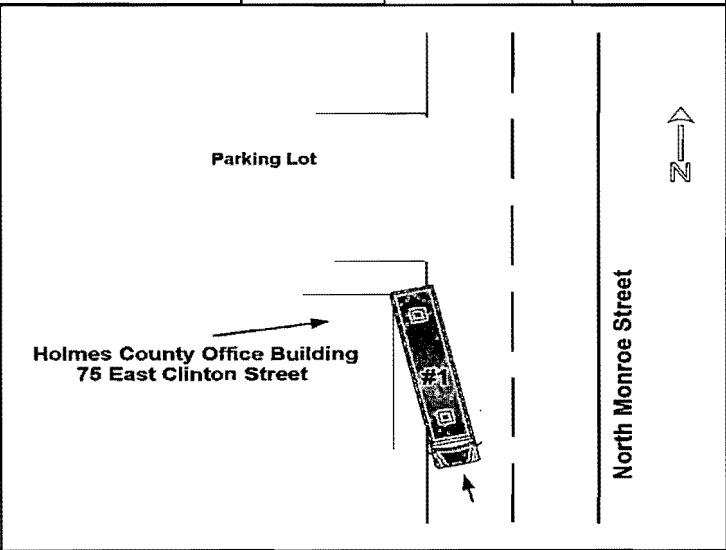 Parking Lot
N
Holmes County Office Building
75 East Clinton Street
#1
North Monroe Street